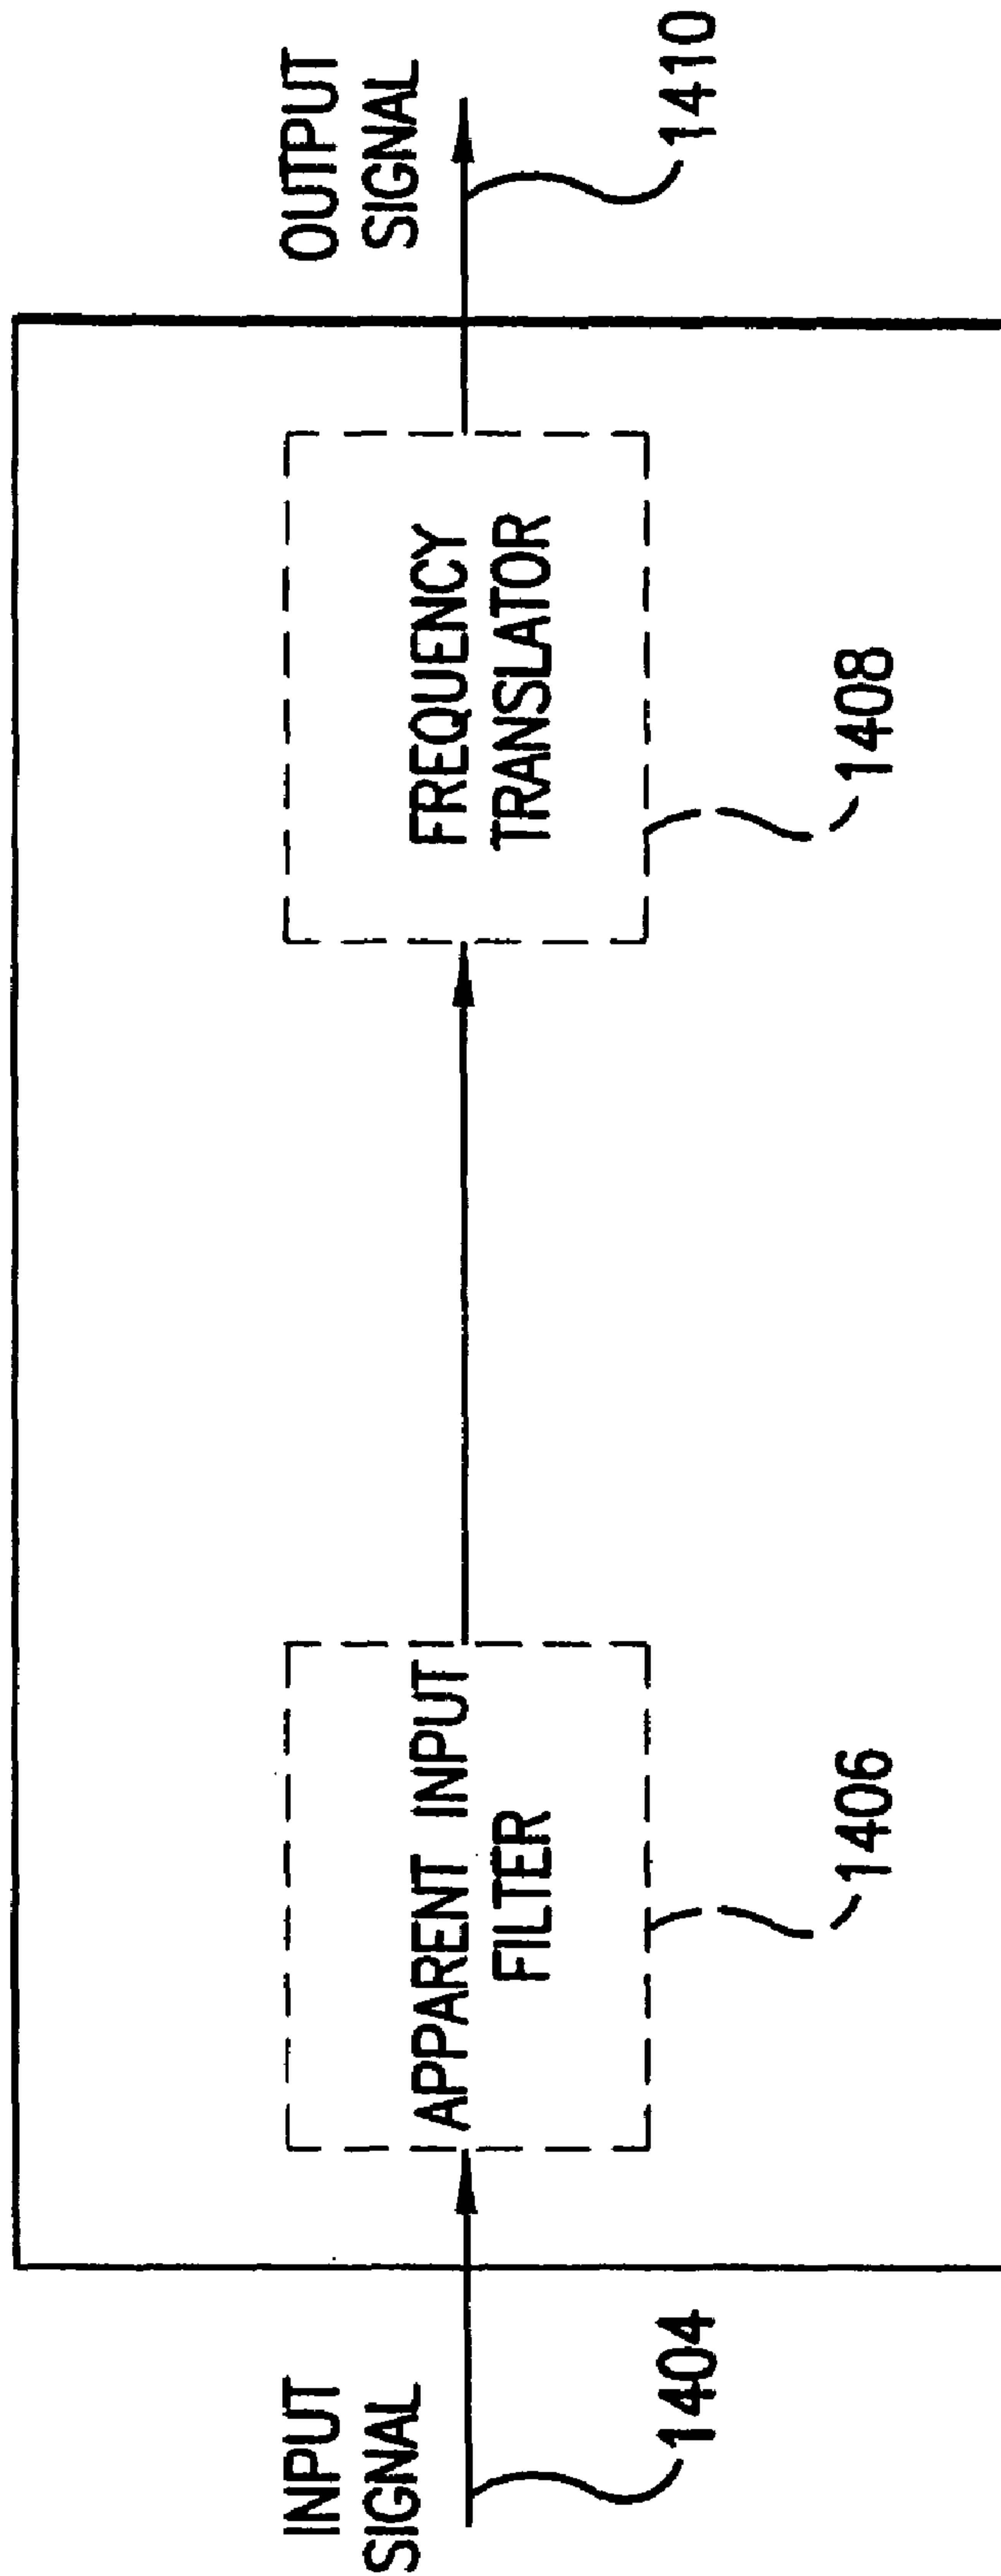 INPUT
SIGNAL
1404
APPARENT INPUT
FILTER
1406
FREQUENCY
TRANSLATOR
1408
OUTPUT
SIGNAL
1410